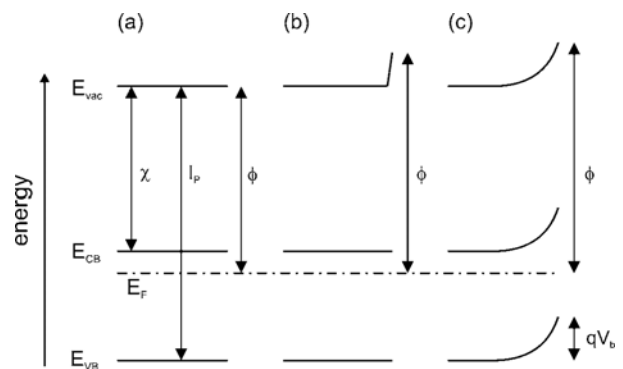 (a) (b) (c)
energy
E_vac
χ I_P ϕ ϕ ϕ
E_CB
E_F
E_VB
qV_b